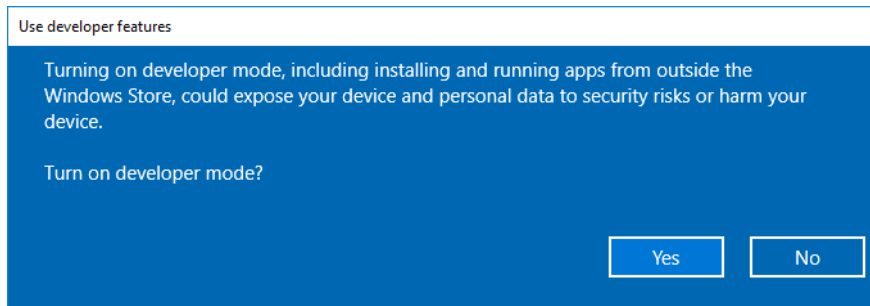 Use developer features
Turning on developer mode, including installing and running apps from outside the
Windows Store, could expose your device and personal data to security risks or harm your
device.
Turn on developer mode?
Yes No